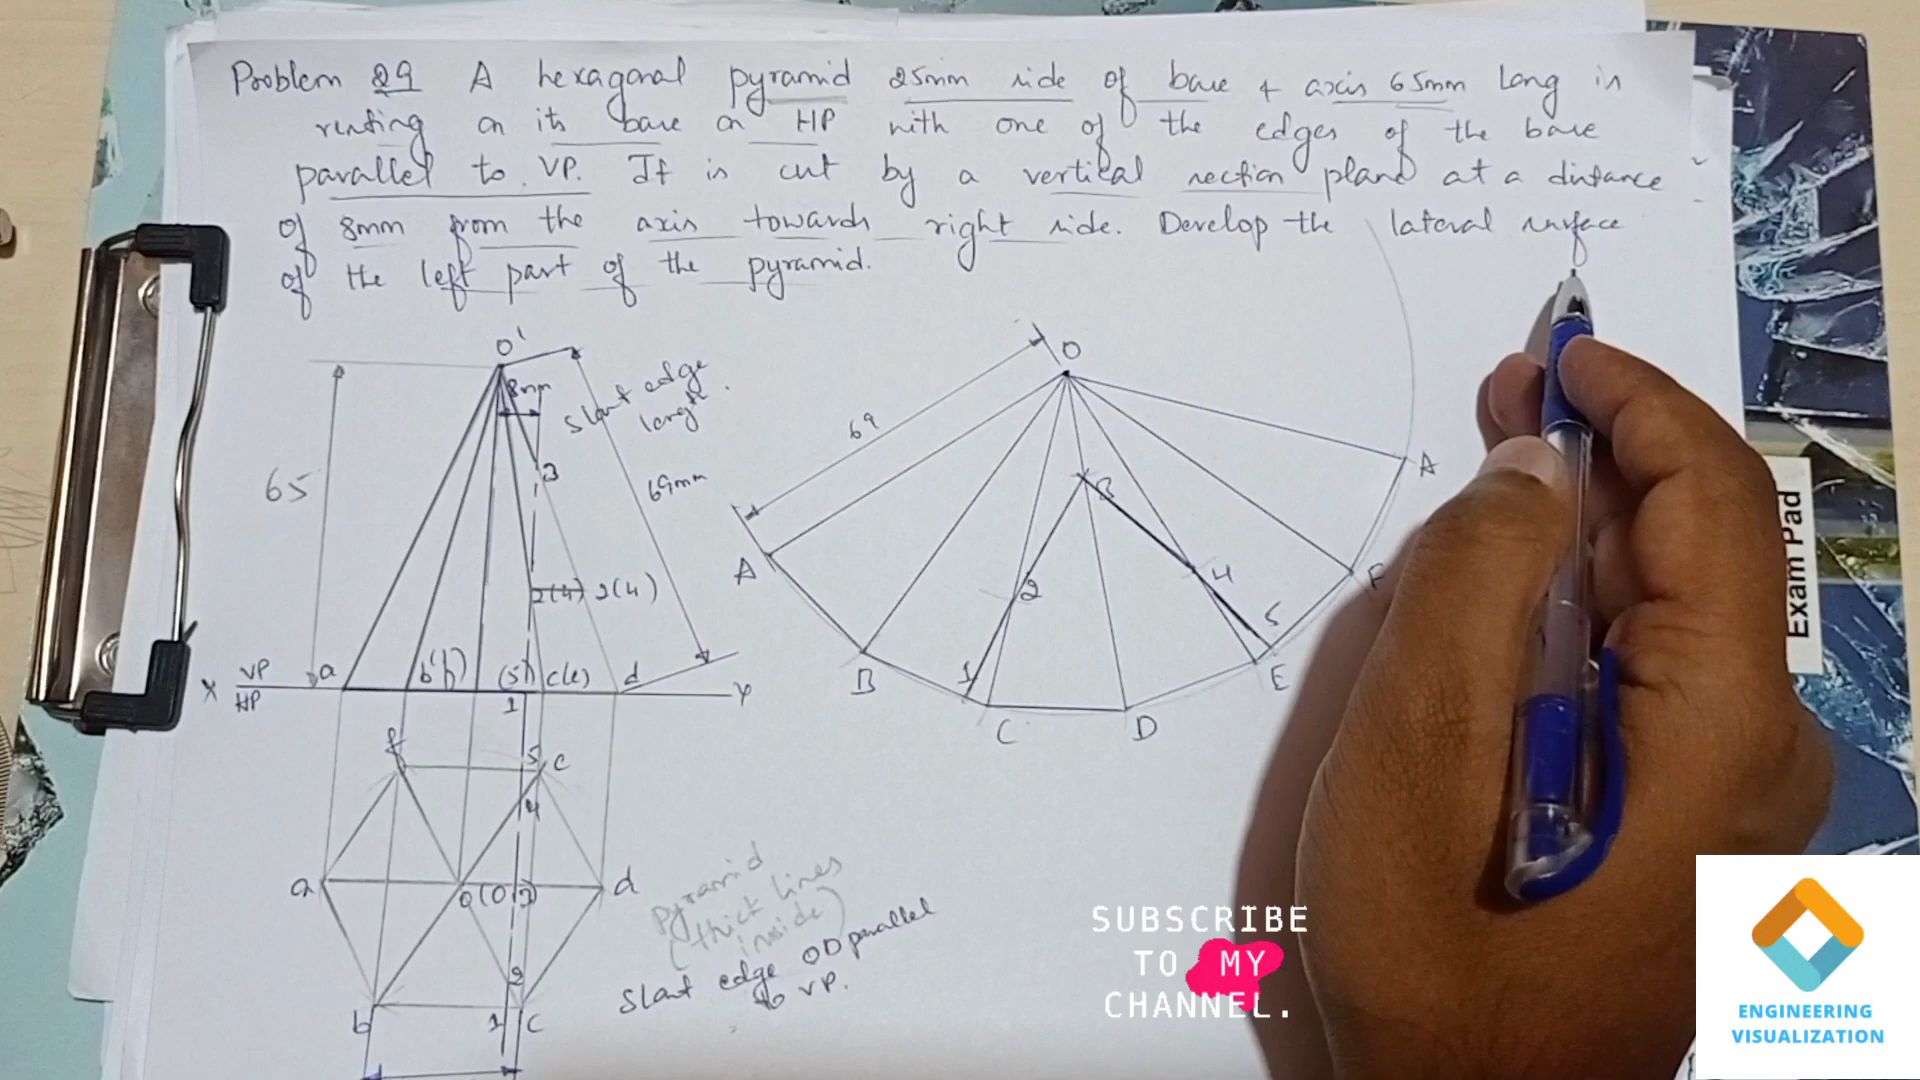 Problem 29 A hexagonal pyramid 25mm side of base & axis 65mm long is
resting on its base on HP with one of the edges of the base
parallel to VP. It is cut by a vertical section plane at a distance
of 8mm from the axis towards right side. Develop the lateral surface
of the left part of the pyramid.
O'
8mm
Slant edge
length.
65
3
69mm
2(4) 2(4)
X VP
HP
a b'(f') (5') c(e) d Y
1
f 5 e
4
a o(O') 3 d
2
b 1 c
pyramid
(thick lines
inside)
Slant edge OD parallel
to VP.
O
69
A
B
1
C
D
E
F
A
2
3
4
5
Exam Pad
SUBSCRIBE
TO MY
CHANNEL.
ENGINEERING
VISUALIZATION